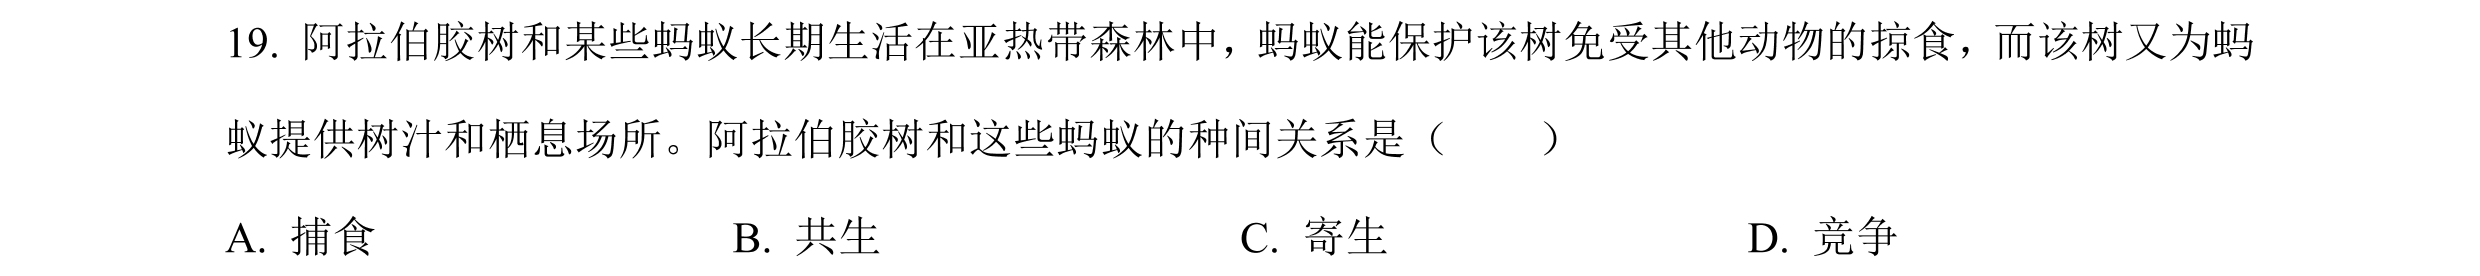 19. 阿拉伯胶树和某些蚂蚁长期生活在亚热带森林中，蚂蚁能保护该树免受其他动物的掠食，而该树又为蚂
蚁提供树汁和栖息场所。阿拉伯胶树和这些蚂蚁的种间关系是（　　）
A. 捕食　　B. 共生　　C. 寄生　　D. 竞争